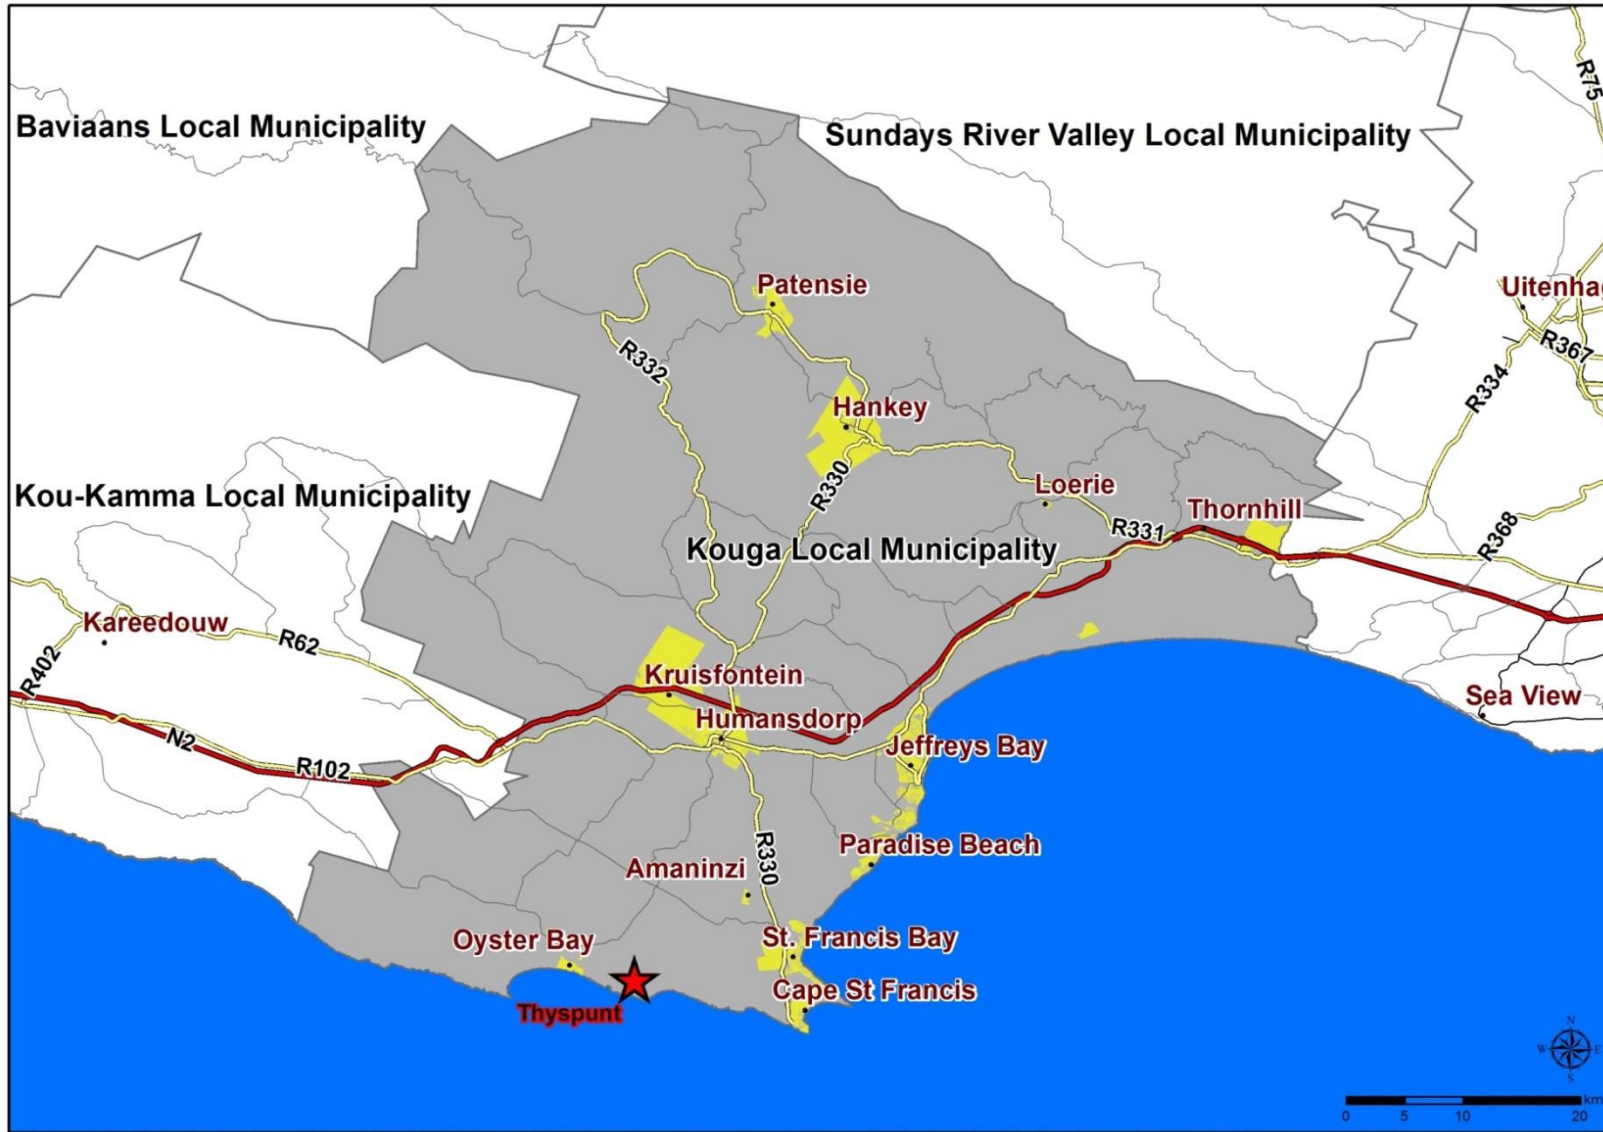 R75
Baviaans Local Municipality
Sundays River Valley Local Municipality
Patensie
Uitenhag
R332
R367
R334
Hankey
Kou-Kamma Local Municipality
R330
Loerie
Thornhill
R331
R368
Kouga Local Municipality
Kareedouw
R62
R402
Kruisfontein
Sea View
Humansdorp
N2
R102
Jeffreys Bay
Paradise Beach
R330
Amaninzi
Oyster Bay
St. Francis Bay
Cape St Francis
Thyspunt
N
W E
S
km
0 5 10 20